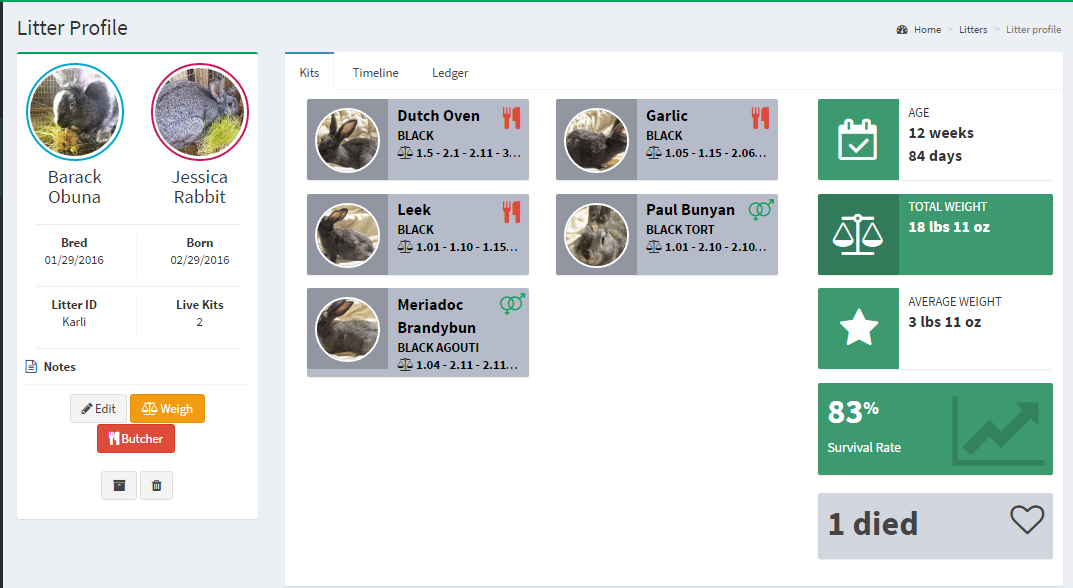 Litter Profile
Home > Litters > Litter profile
Barack
Obuna
Jessica
Rabbit
Bred
01/29/2016
Born
02/29/2016
Litter ID
Karli
Live Kits
2
Notes
Edit
Weigh
Butcher
Kits
Timeline
Ledger
Dutch Oven
BLACK
1.5 - 2.1 - 2.11 - 3...
Garlic
BLACK
1.05 - 1.15 - 2.06...
Leek
BLACK
1.01 - 1.10 - 1.15...
Paul Bunyan
BLACK TORT
1.01 - 2.10 - 2.10...
Meriadoc
Brandybun
BLACK AGOUTI
1.04 - 2.11 - 2.11...
AGE
12 weeks
84 days
TOTAL WEIGHT
18 lbs 11 oz
AVERAGE WEIGHT
3 lbs 11 oz
83%
Survival Rate
1 died